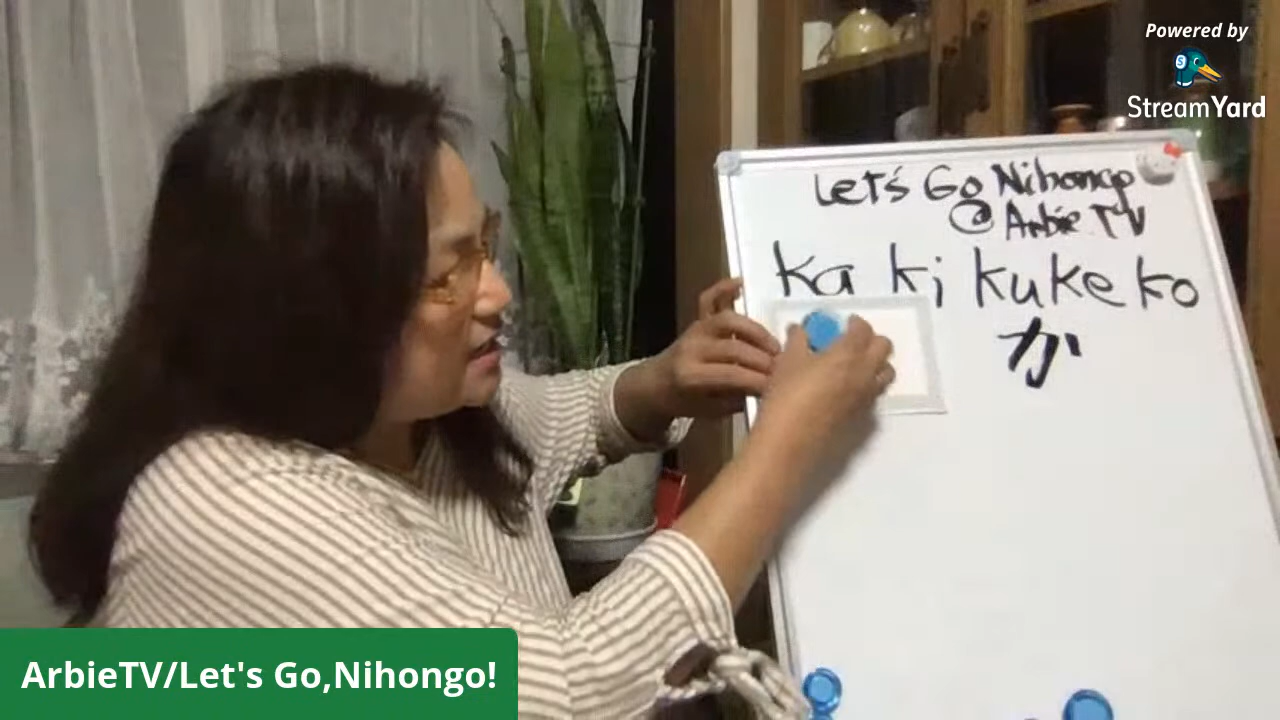 Powered by
StreamYard
Let's Go Nihongo
@ Arbie TV
ka ki ku ke ko
か
ArbieTV/Let's Go,Nihongo!